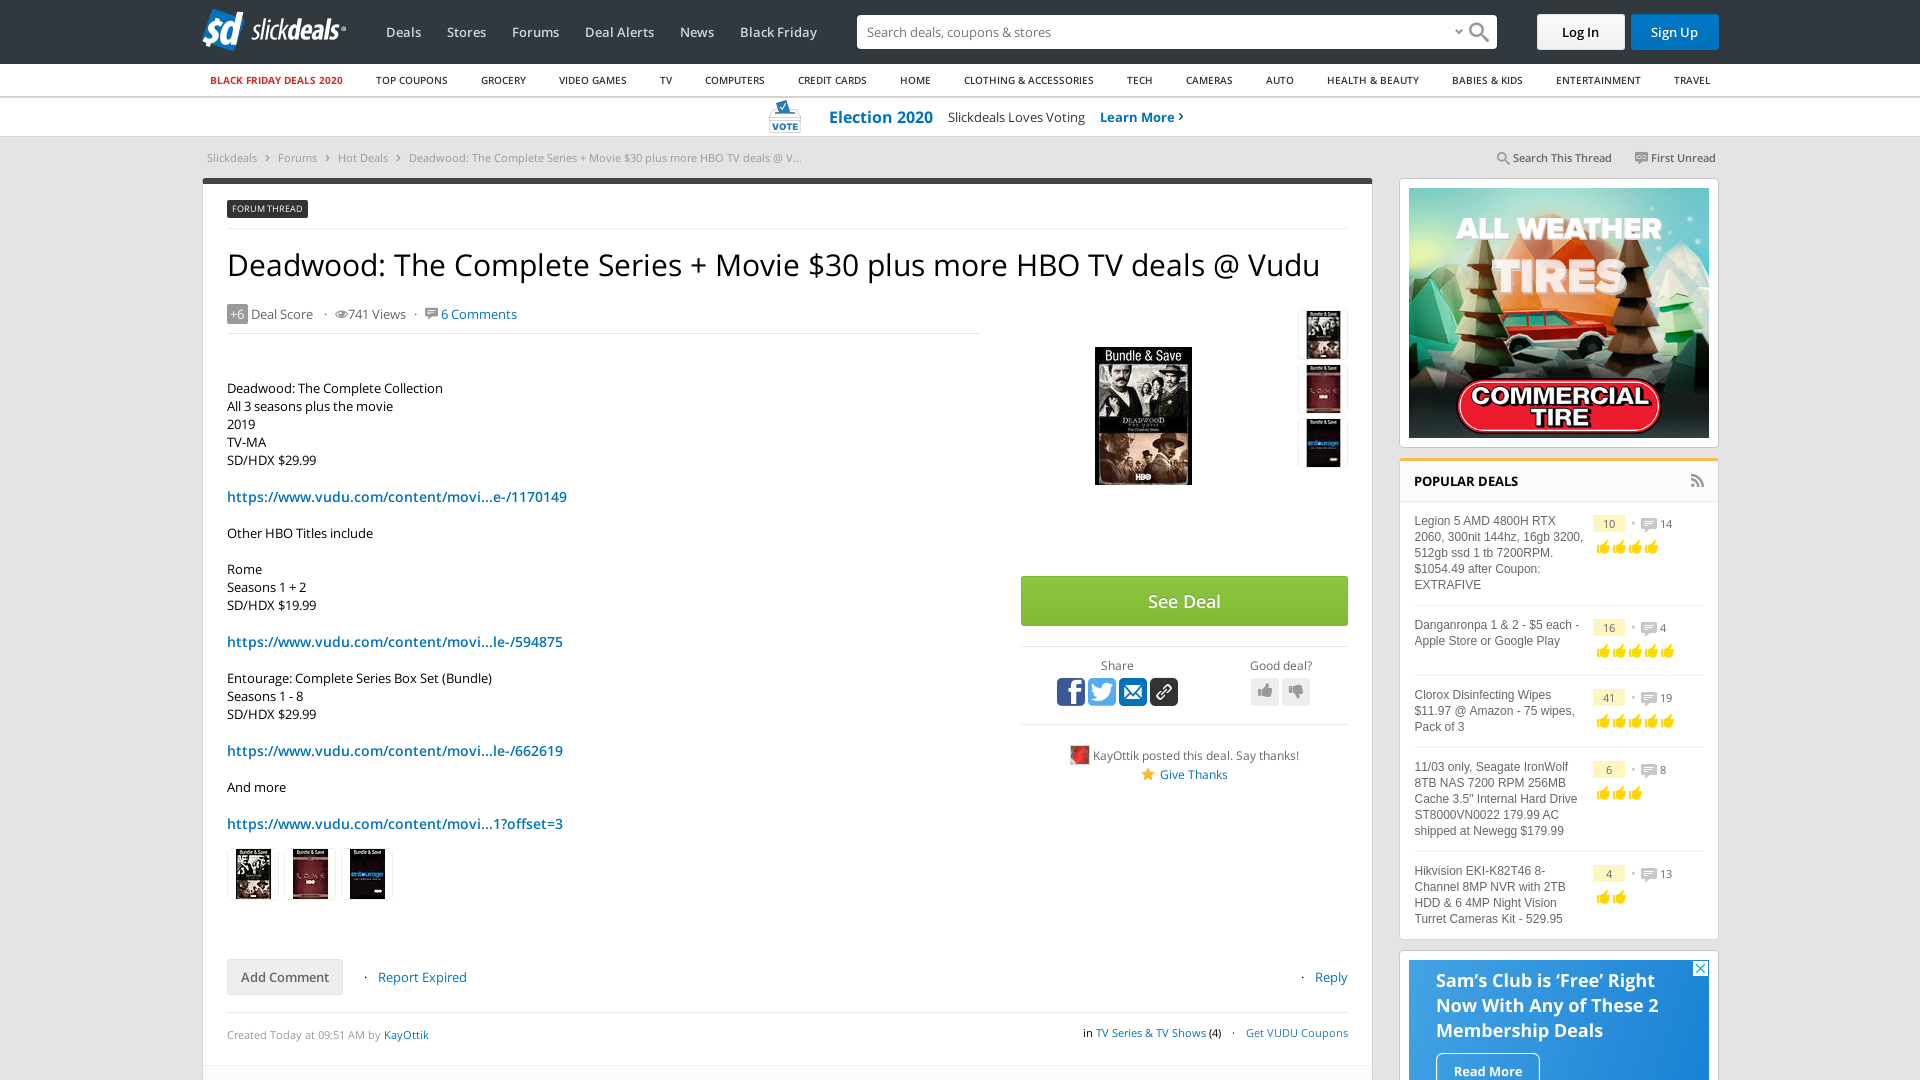 sd slickdeals
Deals Stores Forums Deal Alerts News Black Friday
Search deals, coupons & shopping
Log In
Sign Up
BLACK FRIDAY DEALS 2020 TOP COUPONS GROCERY VIDEO GAMES TV COMPUTERS CREDIT CARDS HOME CLOTHING & ACCESSORIES TECH CAMERAS AUTO HEALTH & BEAUTY BABIES & KIDS ENTERTAINMENT TRAVEL
VOTE Election 2020 Slickdeals Loves Voting Learn More
Slickdeals Forums Hot Deals Deadwood: The Complete Series + Movie $30 plus more HBO TV deals @ V...
Search This Thread First Unread
FORUM THREAD
Deadwood: The Complete Series + Movie $30 plus more HBO TV deals @ Vudu
+6 Deal Score · 741 Views · 6 Comments
Deadwood: The Complete Collection
All 3 seasons plus the movie
2019
TV-MA
SD/HDX $29.99
https://www.vudu.com/content/movi...e-/1170149
Other HBO Titles include
Rome
Seasons 1 + 2
SD/HDX $19.99
https://www.vudu.com/content/movi...le-/594875
Entourage: Complete Series Box Set (Bundle)
Seasons 1 - 8
SD/HDX $29.99
https://www.vudu.com/content/movi...le-/662619
And more
https://www.vudu.com/content/movi...1?offset=3
Add Comment · Report Expired
· Reply
Created Today at 09:51 AM by KayOttik
in TV Series & TV Shows (4) · Get VUDU Coupons
Bundle & Save
DEADWOOD
HBO
See Deal
Share
Good deal?
KayOttik posted this deal. Say thanks!
Give Thanks
ALL WEATHER
TIRES
COMMERCIAL
TIRE
POPULAR DEALS
Legion 5 AMD 4800H RTX
2060, 300nit 144hz, 16gb 3200,
512gb ssd 1 tb 7200RPM.
$1054.49 after Coupon:
EXTRAFIVE
10 • 14
Danganronpa 1 & 2 - $5 each -
Apple Store or Google Play
16 • 4
Clorox Disinfecting Wipes
$11.97 @ Amazon - 75 wipes,
Pack of 3
41 • 19
11/03 only, Seagate IronWolf
8TB NAS 7200 RPM 256MB
Cache 3.5" Internal Hard Drive
ST8000VN0022 179.99 AC
shipped at Newegg $179.99
6 • 8
Hikvision EKI-K82T46 8-
Channel 8MP NVR with 2TB
HDD & 6 4MP Night Vision
Turret Cameras Kit - 529.95
4 • 13
Sam's Club is 'Free' Right
Now With Any of These 2
Membership Deals
Read More